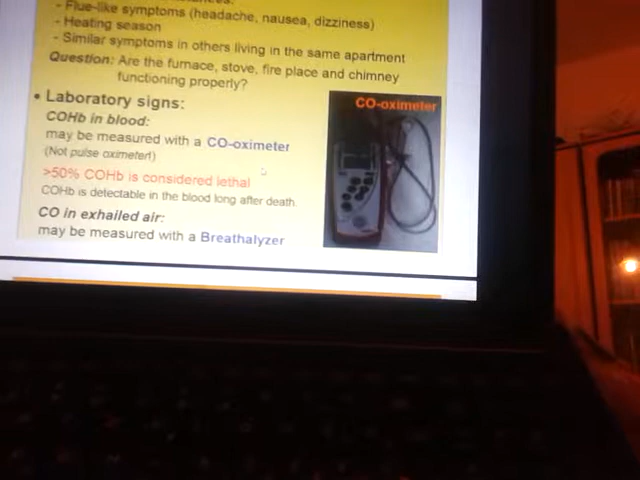 - Flue-like symptoms (headache, nausea, dizziness)
- Heating season
- Similar symptoms in others living in the same apartment
Question: Are the furnace, stove, fire place and chimney
functioning properly?
• Laboratory signs:
COHb in blood:
may be measured with a CO-oximeter
(Not pulse oximeter!)
>50% COHb is considered lethal
COHb is detectable in the blood long after death.
CO in exhailed air:
may be measured with a Breathalyzer
CO-oximeter